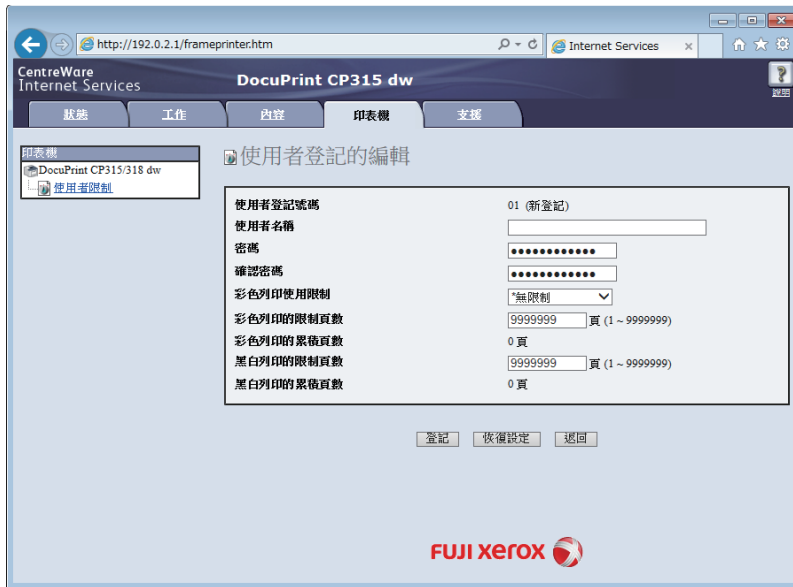 http://192.0.2.1/frameprinter.htm
Internet Services
CentreWare
Internet Services
DocuPrint CP315 dw
說明
狀態 工作 內容 印表機 支援
印表機
DocuPrint CP315/318 dw
使用者限制
使用者登記的編輯
使用者登記號碼 01 (新登記)
使用者名稱
密碼 ••••••••••••
確認密碼 ••••••••••••
彩色列印使用限制 *無限制
彩色列印的限制頁數 9999999 頁 (1 ~ 9999999)
彩色列印的累積頁數 0 頁
黑白列印的限制頁數 9999999 頁 (1 ~ 9999999)
黑白列印的累積頁數 0 頁
登記 恢復設定 返回
FUJI xerox